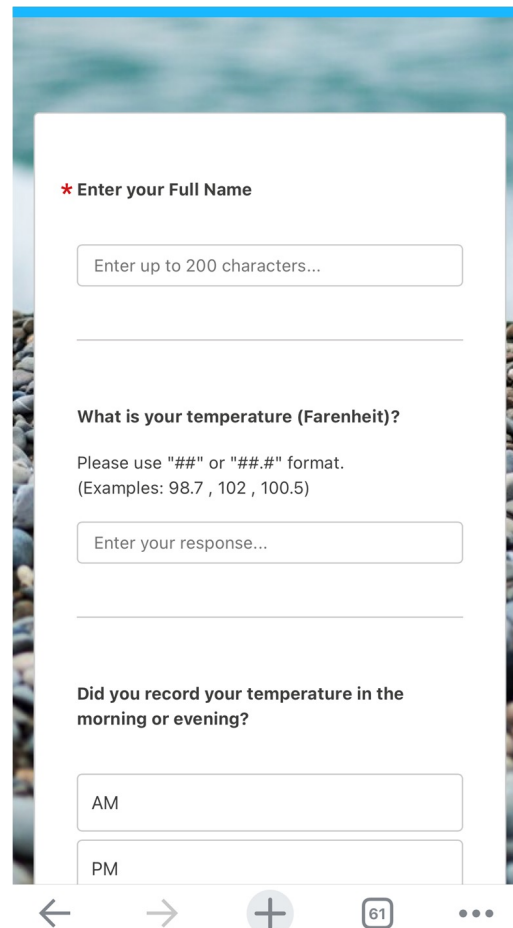 * Enter your Full Name
Enter up to 200 characters...
What is your temperature (Farenheit)?
Please use "##" or "##.#" format.
(Examples: 98.7 , 102 , 100.5)
Enter your response...
Did you record your temperature in the
morning or evening?
AM
PM
61